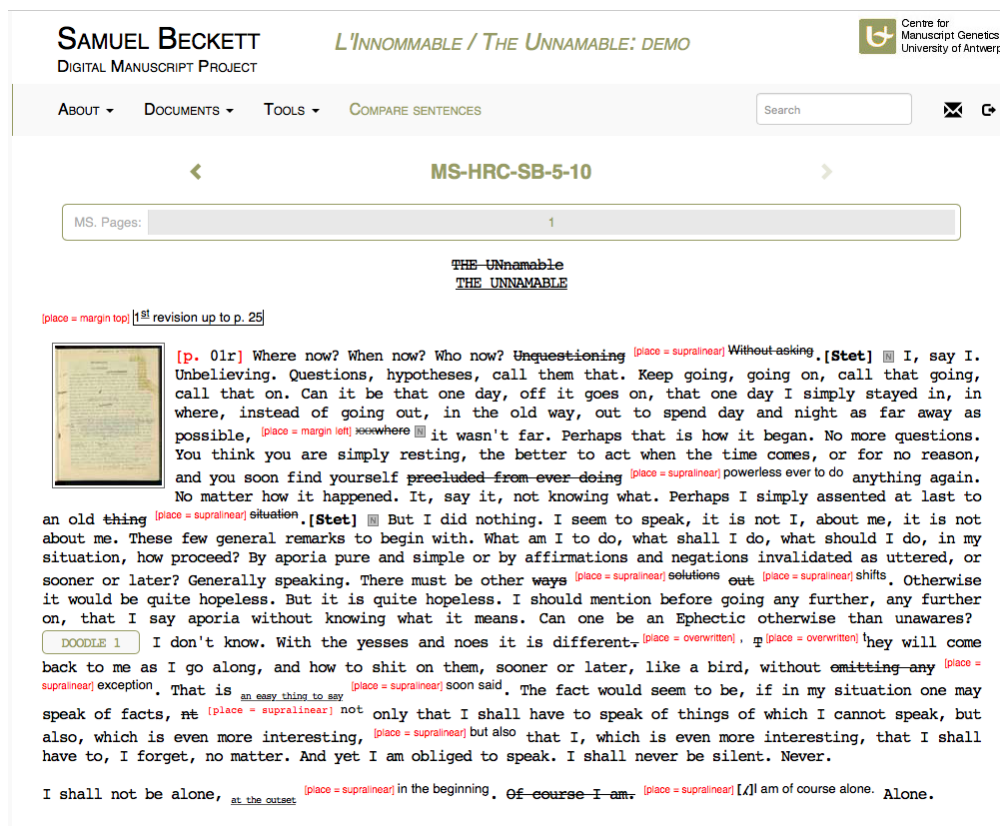 SAMUEL BECKETT
DIGITAL MANUSCRIPT PROJECT
L'INNOMMABLE / THE UNNAMABLE: DEMO
Centre for
Manuscript Genetics
University of Antwerp
ABOUT
DOCUMENTS
TOOLS
COMPARE SENTENCES
Search
MS-HRC-SB-5-10
MS. Pages:
1
THE UNnamable
THE UNNAMABLE
[place = margin top] 1st revision up to p. 25
[p. 01r] Where now? When now? Who now? Unquestioning [place = supralinear] Without asking.[Stet] N I, say I.
Unbelieving. Questions, hypotheses, call them that. Keep going, going on, call that going,
call that on. Can it be that one day, off it goes on, that one day I simply stayed in, in
where, instead of going out, in the old way, out to spend day and night as far away as
possible, [place = margin left] xxxwhere N it wasn't far. Perhaps that is how it began. No more questions.
You think you are simply resting, the better to act when the time comes, or for no reason,
and you soon find yourself precluded from ever doing [place = supralinear] powerless ever to do anything again.
No matter how it happened. It, say it, not knowing what. Perhaps I simply assented at last to
an old thing [place = supralinear] situation.[Stet] N But I did nothing. I seem to speak, it is not I, about me, it is not
about me. These few general remarks to begin with. What am I to do, what shall I do, what should I do, in my
situation, how proceed? By aporia pure and simple or by affirmations and negations invalidated as uttered, or
sooner or later? Generally speaking. There must be other ways [place = supralinear] solutions out [place = supralinear] shifts. Otherwise
it would be quite hopeless. But it is quite hopeless. I should mention before going any further, any further
on, that I say aporia without knowing what it means. Can one be an Ephectic otherwise than unawares?
DOODLE 1 I don't know. With the yesses and noes it is different. [place = overwritten] , T [place = overwritten] they will come
back to me as I go along, and how to shit on them, sooner or later, like a bird, without omitting any [place =
supralinear] exception. That is an easy thing to say [place = supralinear] soon said. The fact would seem to be, if in my situation one may
speak of facts, nt [place = supralinear] not only that I shall have to speak of things of which I cannot speak, but
also, which is even more interesting, [place = supralinear] but also that I, which is even more interesting, that I shall
have to, I forget, no matter. And yet I am obliged to speak. I shall never be silent. Never.
I shall not be alone, at the outset [place = supralinear] in the beginning. Of course I am. [place = supralinear] [/]I am of course alone. Alone.